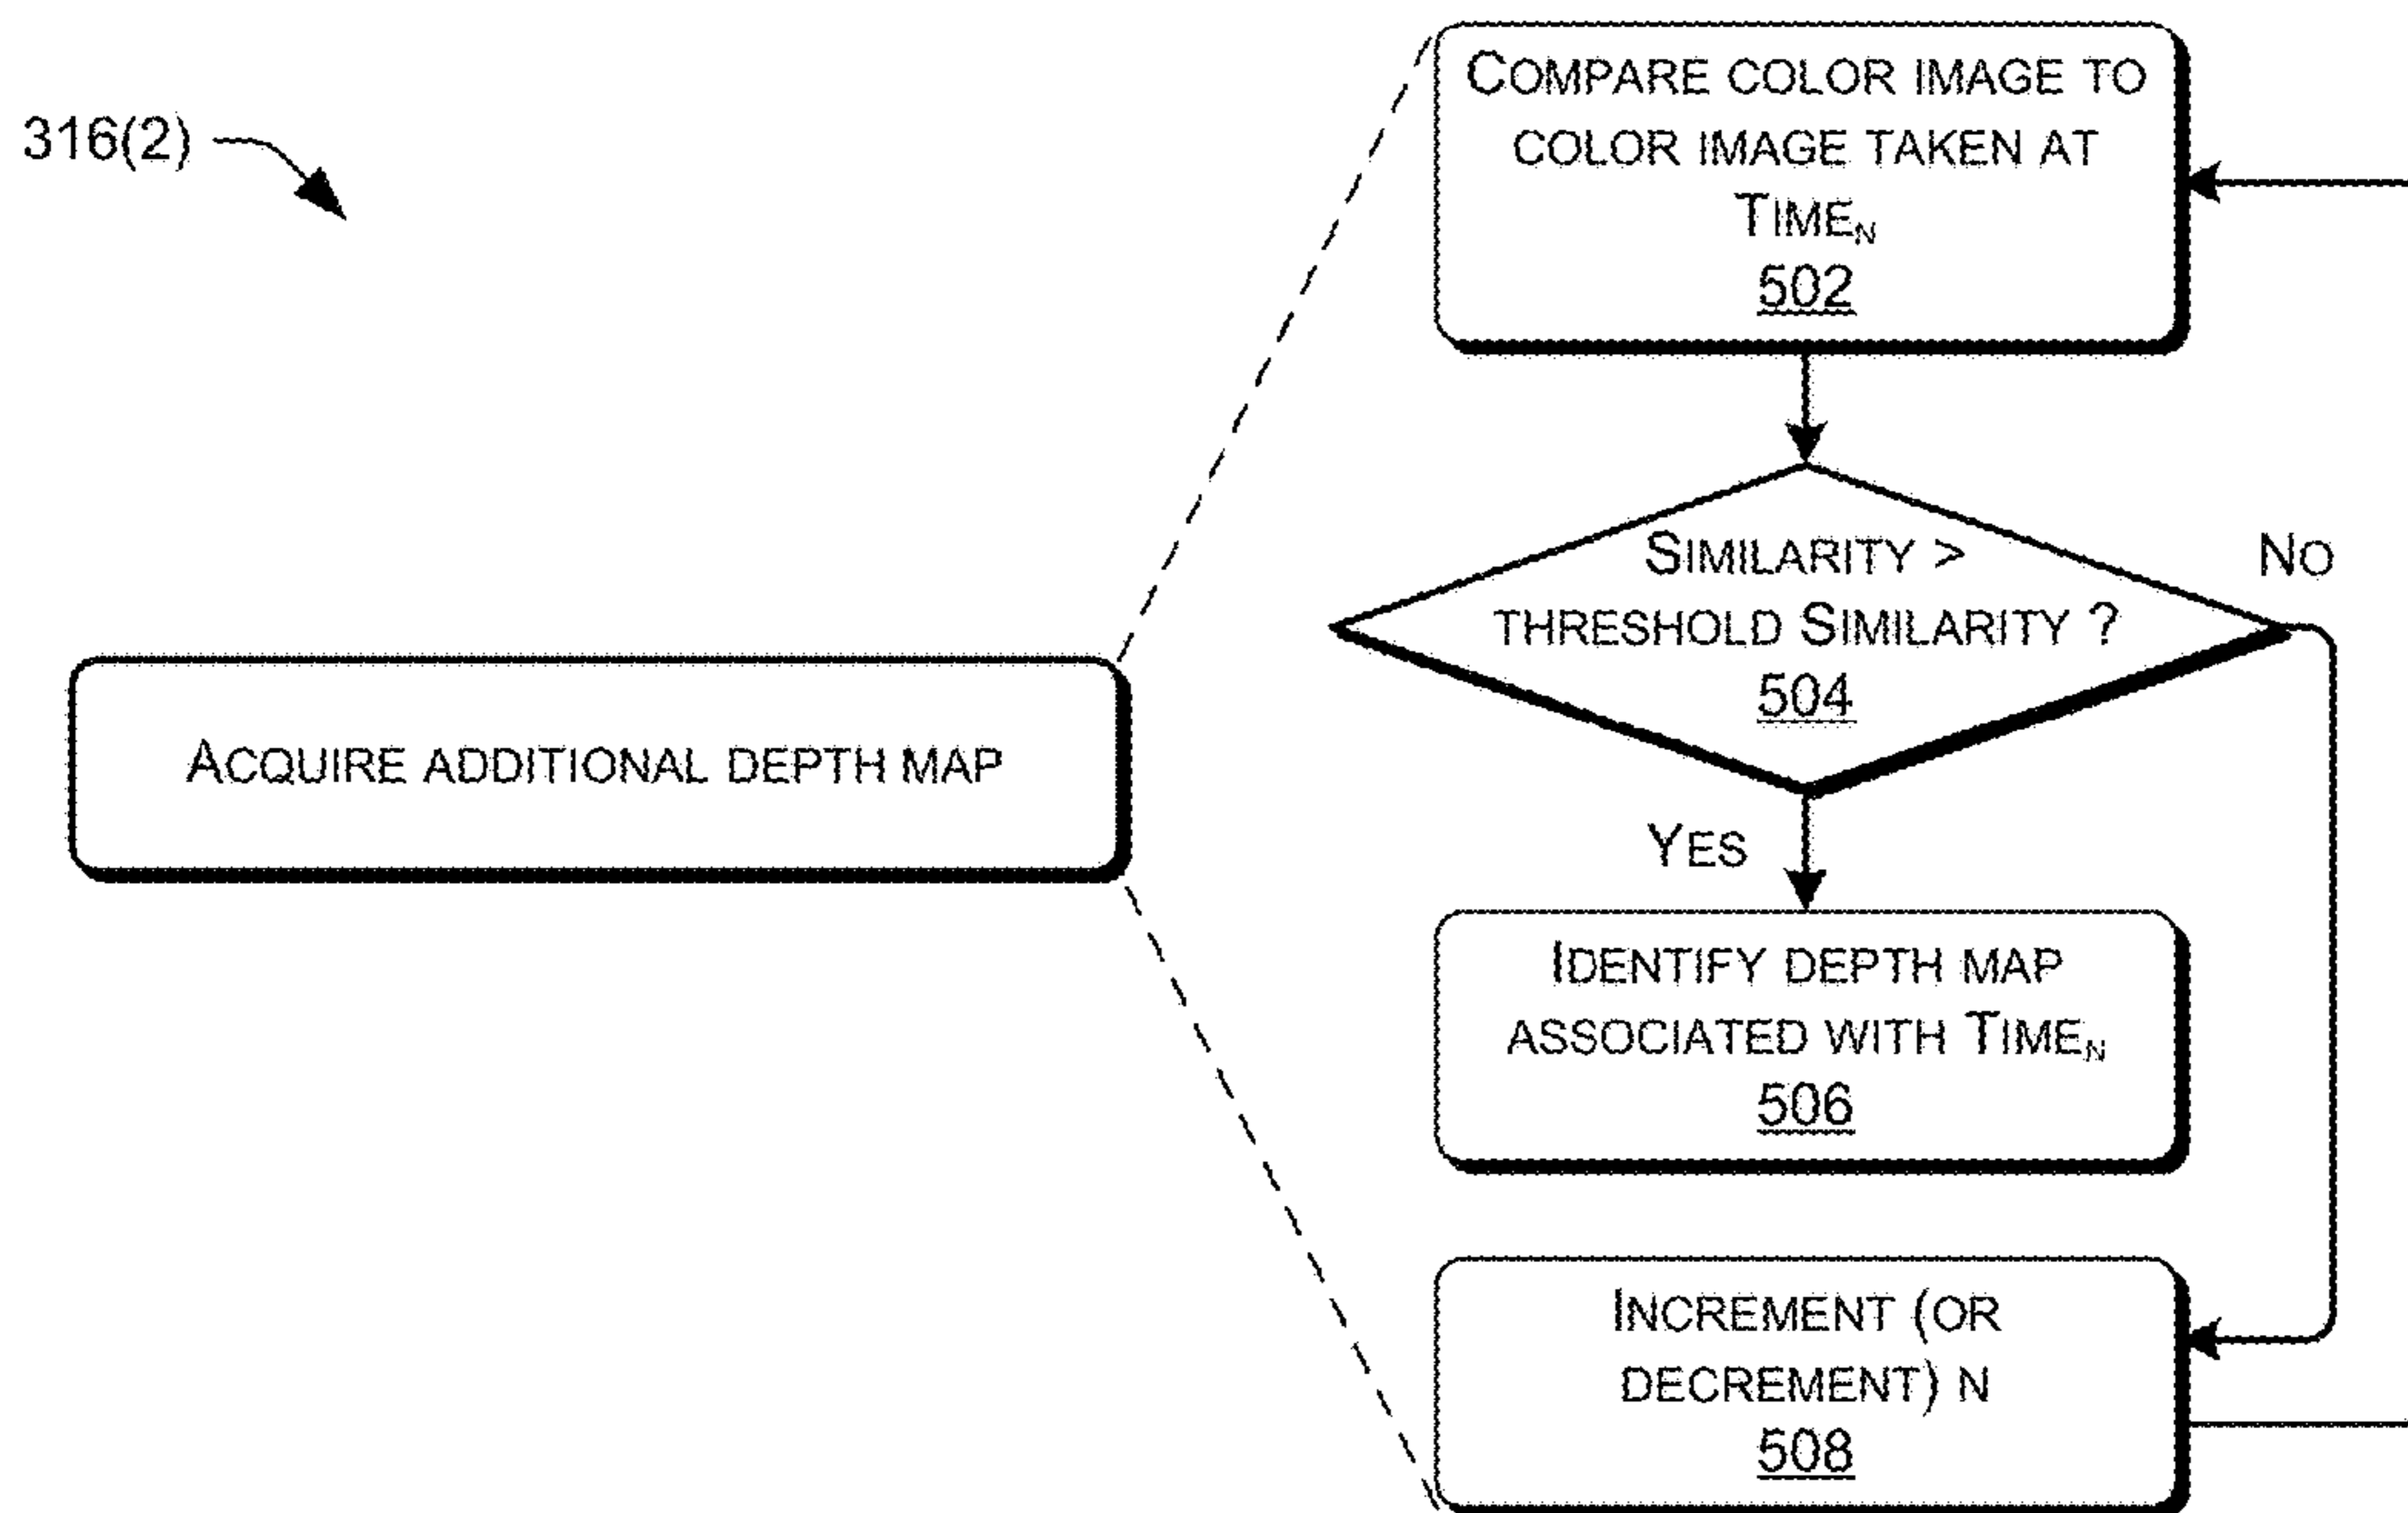 316(2)
COMPARE COLOR IMAGE TO
COLOR IMAGE TAKEN AT
TIMEN
502
SIMILARITY >
THRESHOLD SIMILARITY ?
504
NO
YES
ACQUIRE ADDITIONAL DEPTH MAP
IDENTIFY DEPTH MAP
ASSOCIATED WITH TIMEN
506
INCREMENT (OR
DECREMENT) N
508